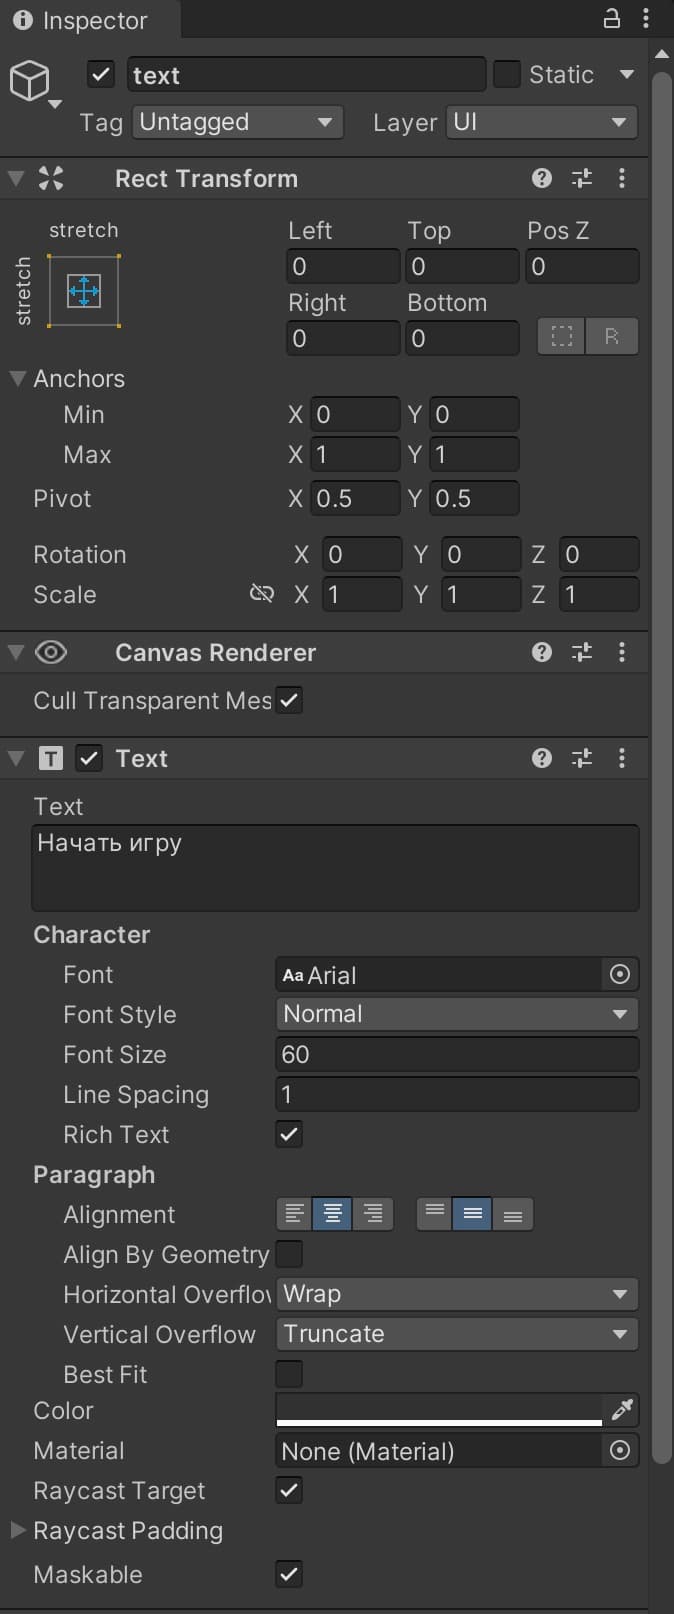 Inspector
text
Static
Tag Untagged Layer UI
Rect Transform
stretch
stretch
Left Top Pos Z
0 0 0
Right Bottom
0 0
R
Anchors
Min X 0 Y 0
Max X 1 Y 1
Pivot X 0.5 Y 0.5
Rotation X 0 Y 0 Z 0
Scale X 1 Y 1 Z 1
Canvas Renderer
Cull Transparent Mes
T Text
Text
Начать игру
Character
Font Aa Arial
Font Style Normal
Font Size 60
Line Spacing 1
Rich Text
Paragraph
Alignment
Align By Geometry
Horizontal Overflov Wrap
Vertical Overflow Truncate
Best Fit
Color
Material None (Material)
Raycast Target
Raycast Padding
Maskable